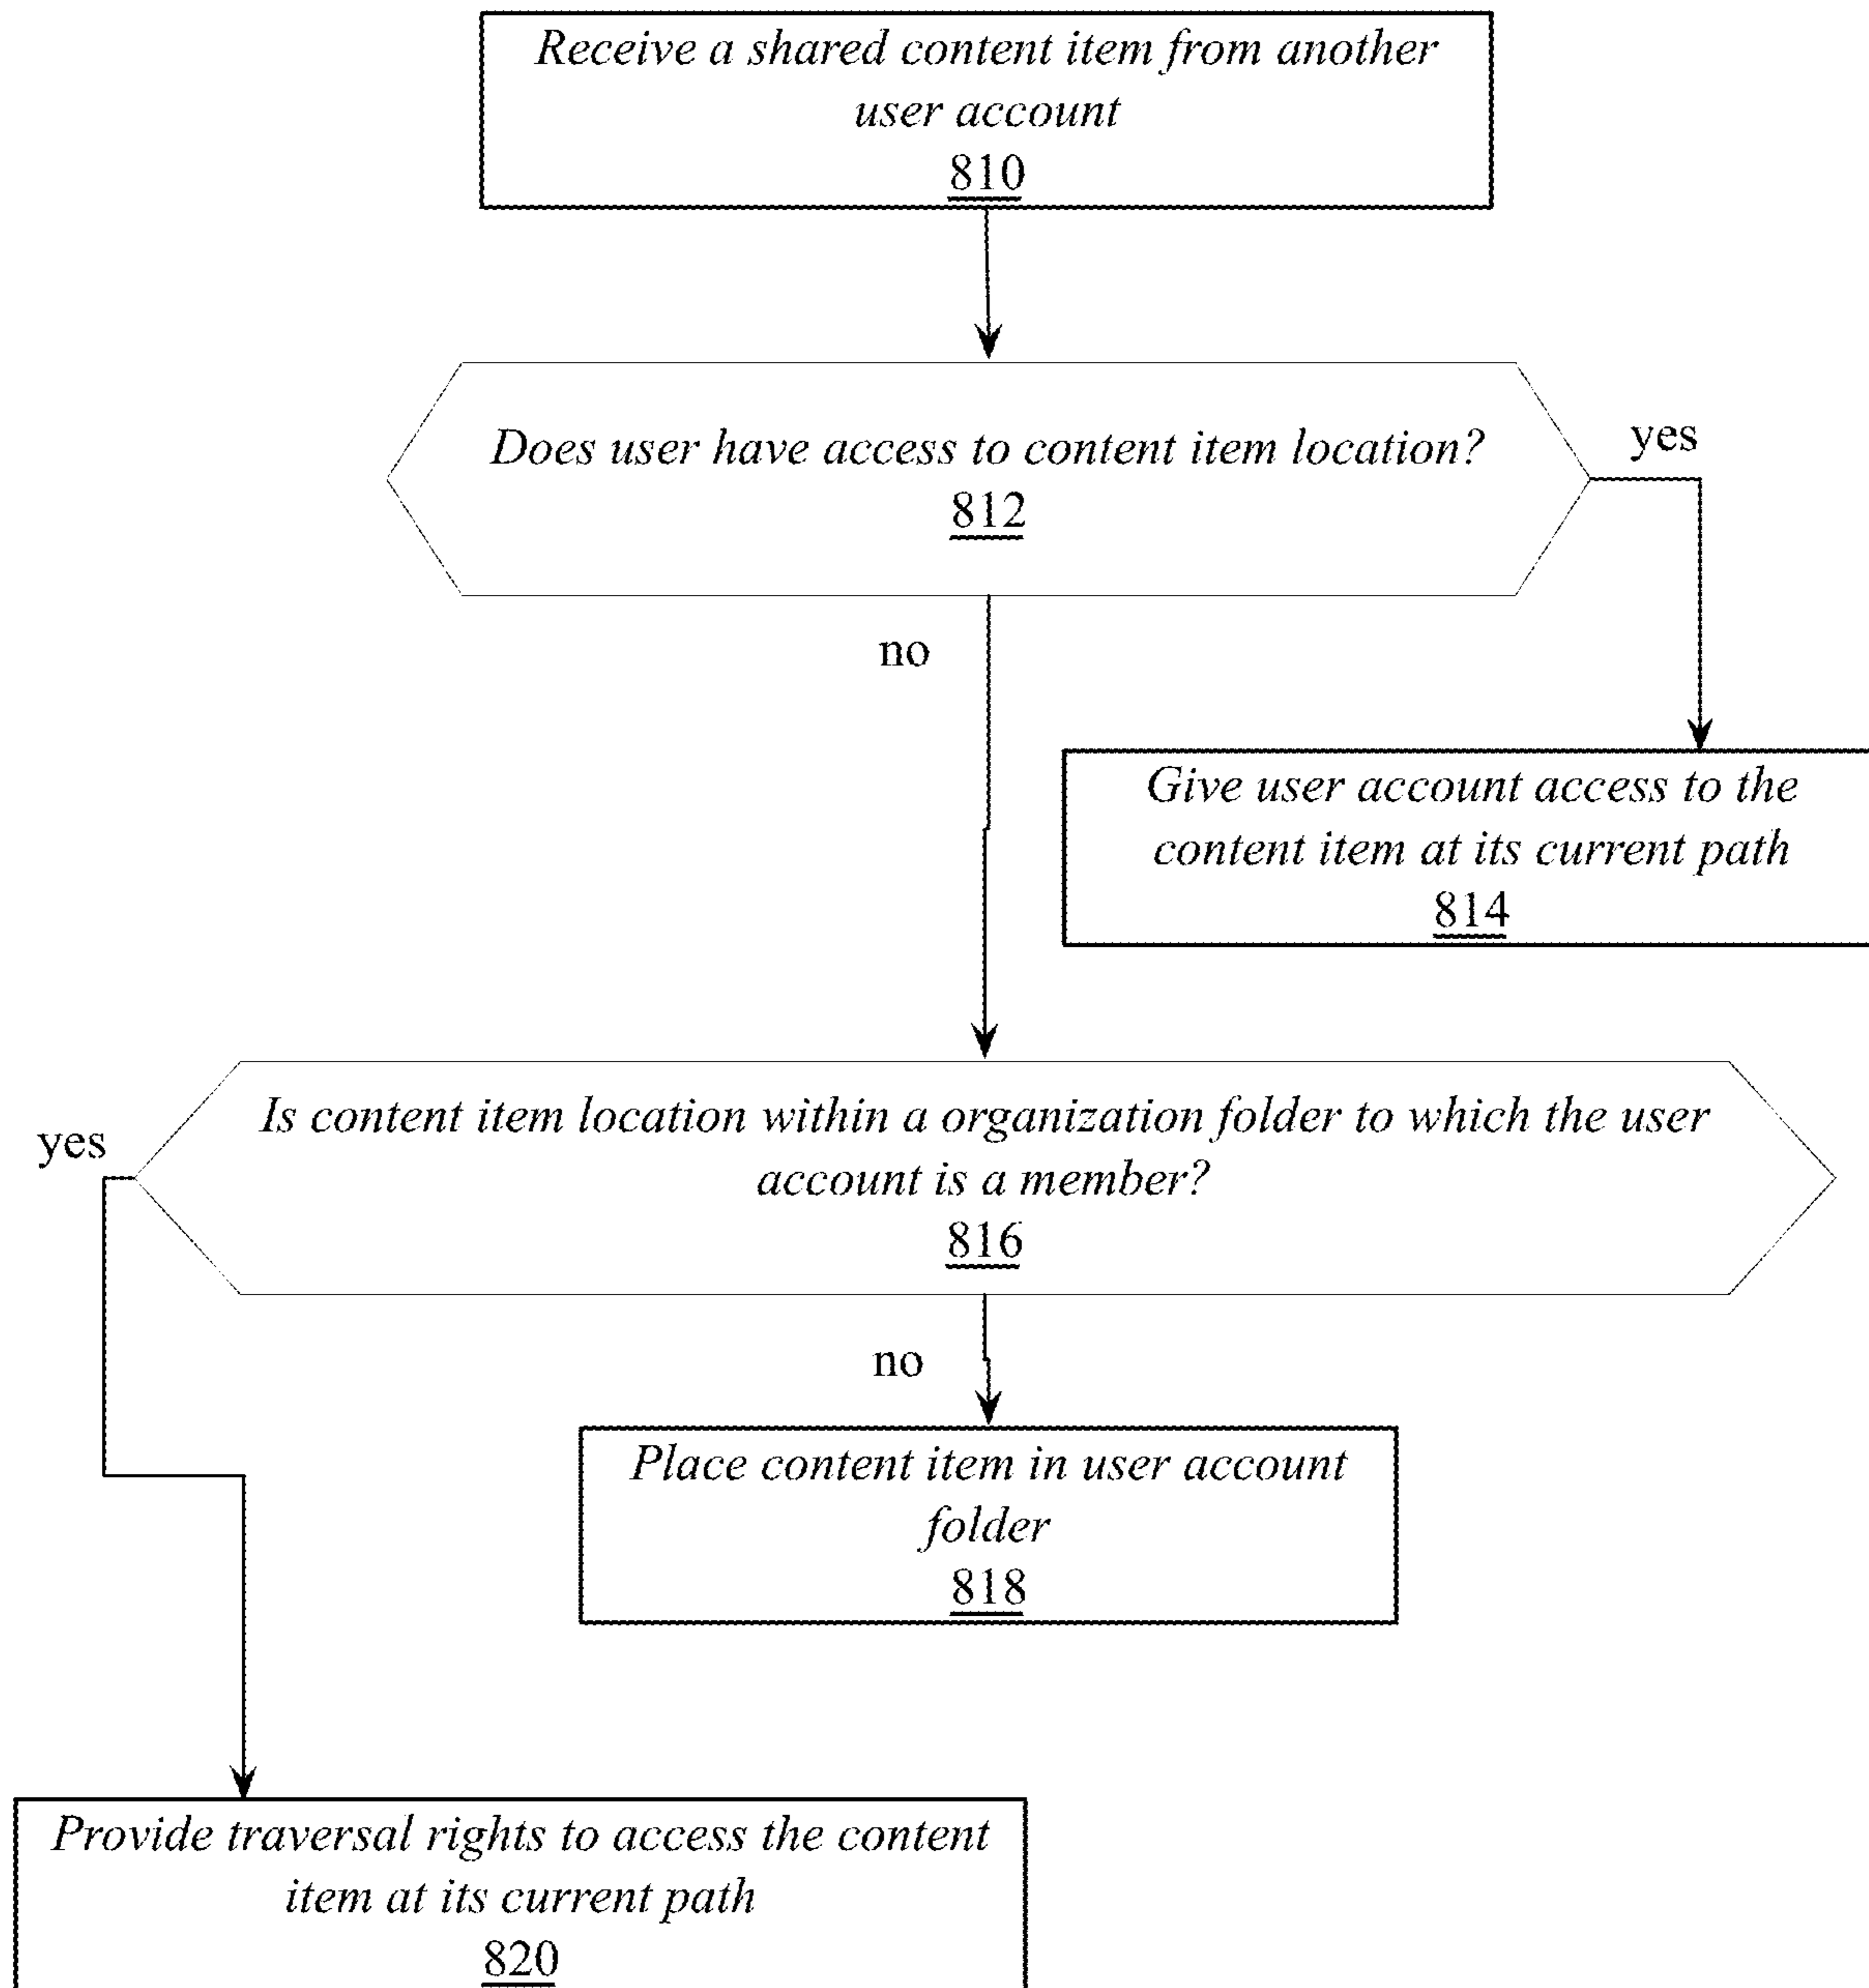 Receive a shared content item from another
user account
810
Does user have access to content item location?
812
yes
no
Give user account access to the
content item at its current path
814
Is content item location within a organization folder to which the user
account is a member?
816
yes
no
Place content item in user account
folder
818
Provide traversal rights to access the content
item at its current path
820